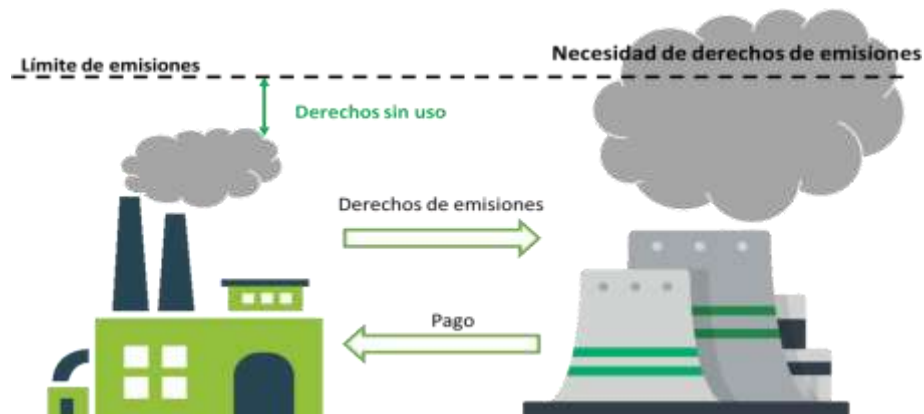 Necesidad de derechos de emisiones
Límite de emisiones
Derechos sin uso
Derechos de emisiones
Pago